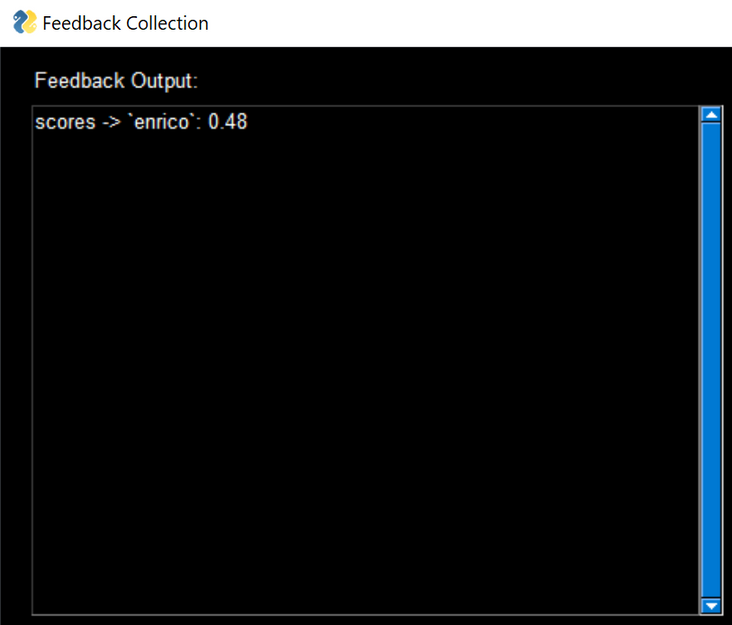 Feedback Collection
Feedback Output:
scores -> `enrico`: 0.48